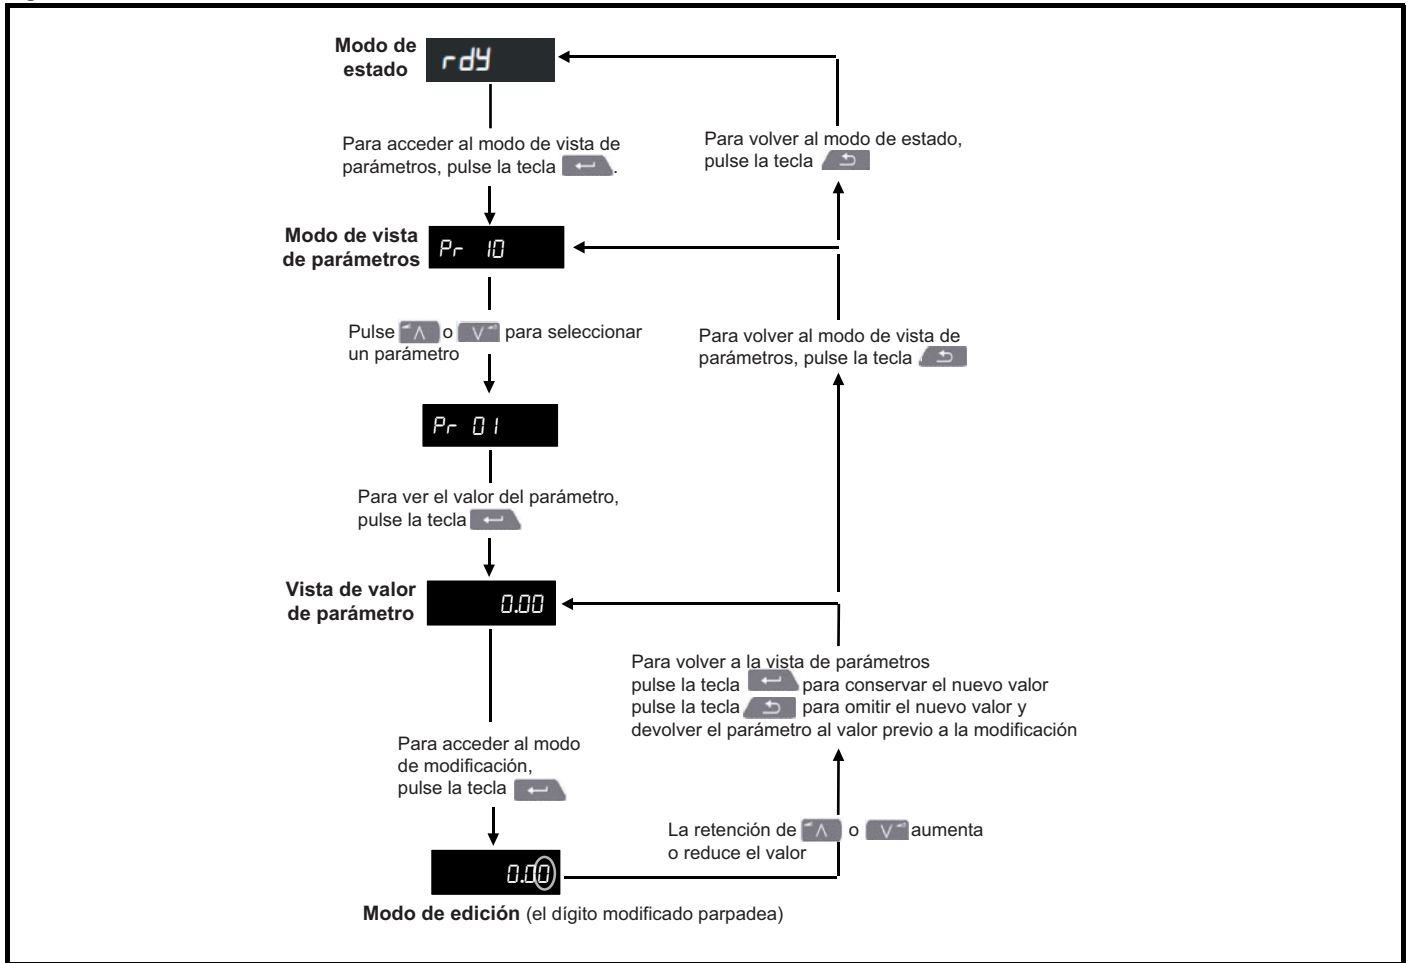 Modo de
estado
rdy
Para acceder al modo de vista de
parámetros, pulse la tecla .
Para volver al modo de estado,
pulse la tecla
Modo de vista
de parámetros
Pr 10
Pulse o para seleccionar
un parámetro
Para volver al modo de vista de
parámetros, pulse la tecla
Pr 01
Para ver el valor del parámetro,
pulse la tecla
Vista de valor
de parámetro
0.00
Para volver a la vista de parámetros
pulse la tecla para conservar el nuevo valor
pulse la tecla para omitir el nuevo valor y
devolver el parámetro al valor previo a la modificación
Para acceder al modo
de modificación,
pulse la tecla
La retención de o aumenta
o reduce el valor
0.00
Modo de edición (el dígito modificado parpadea)